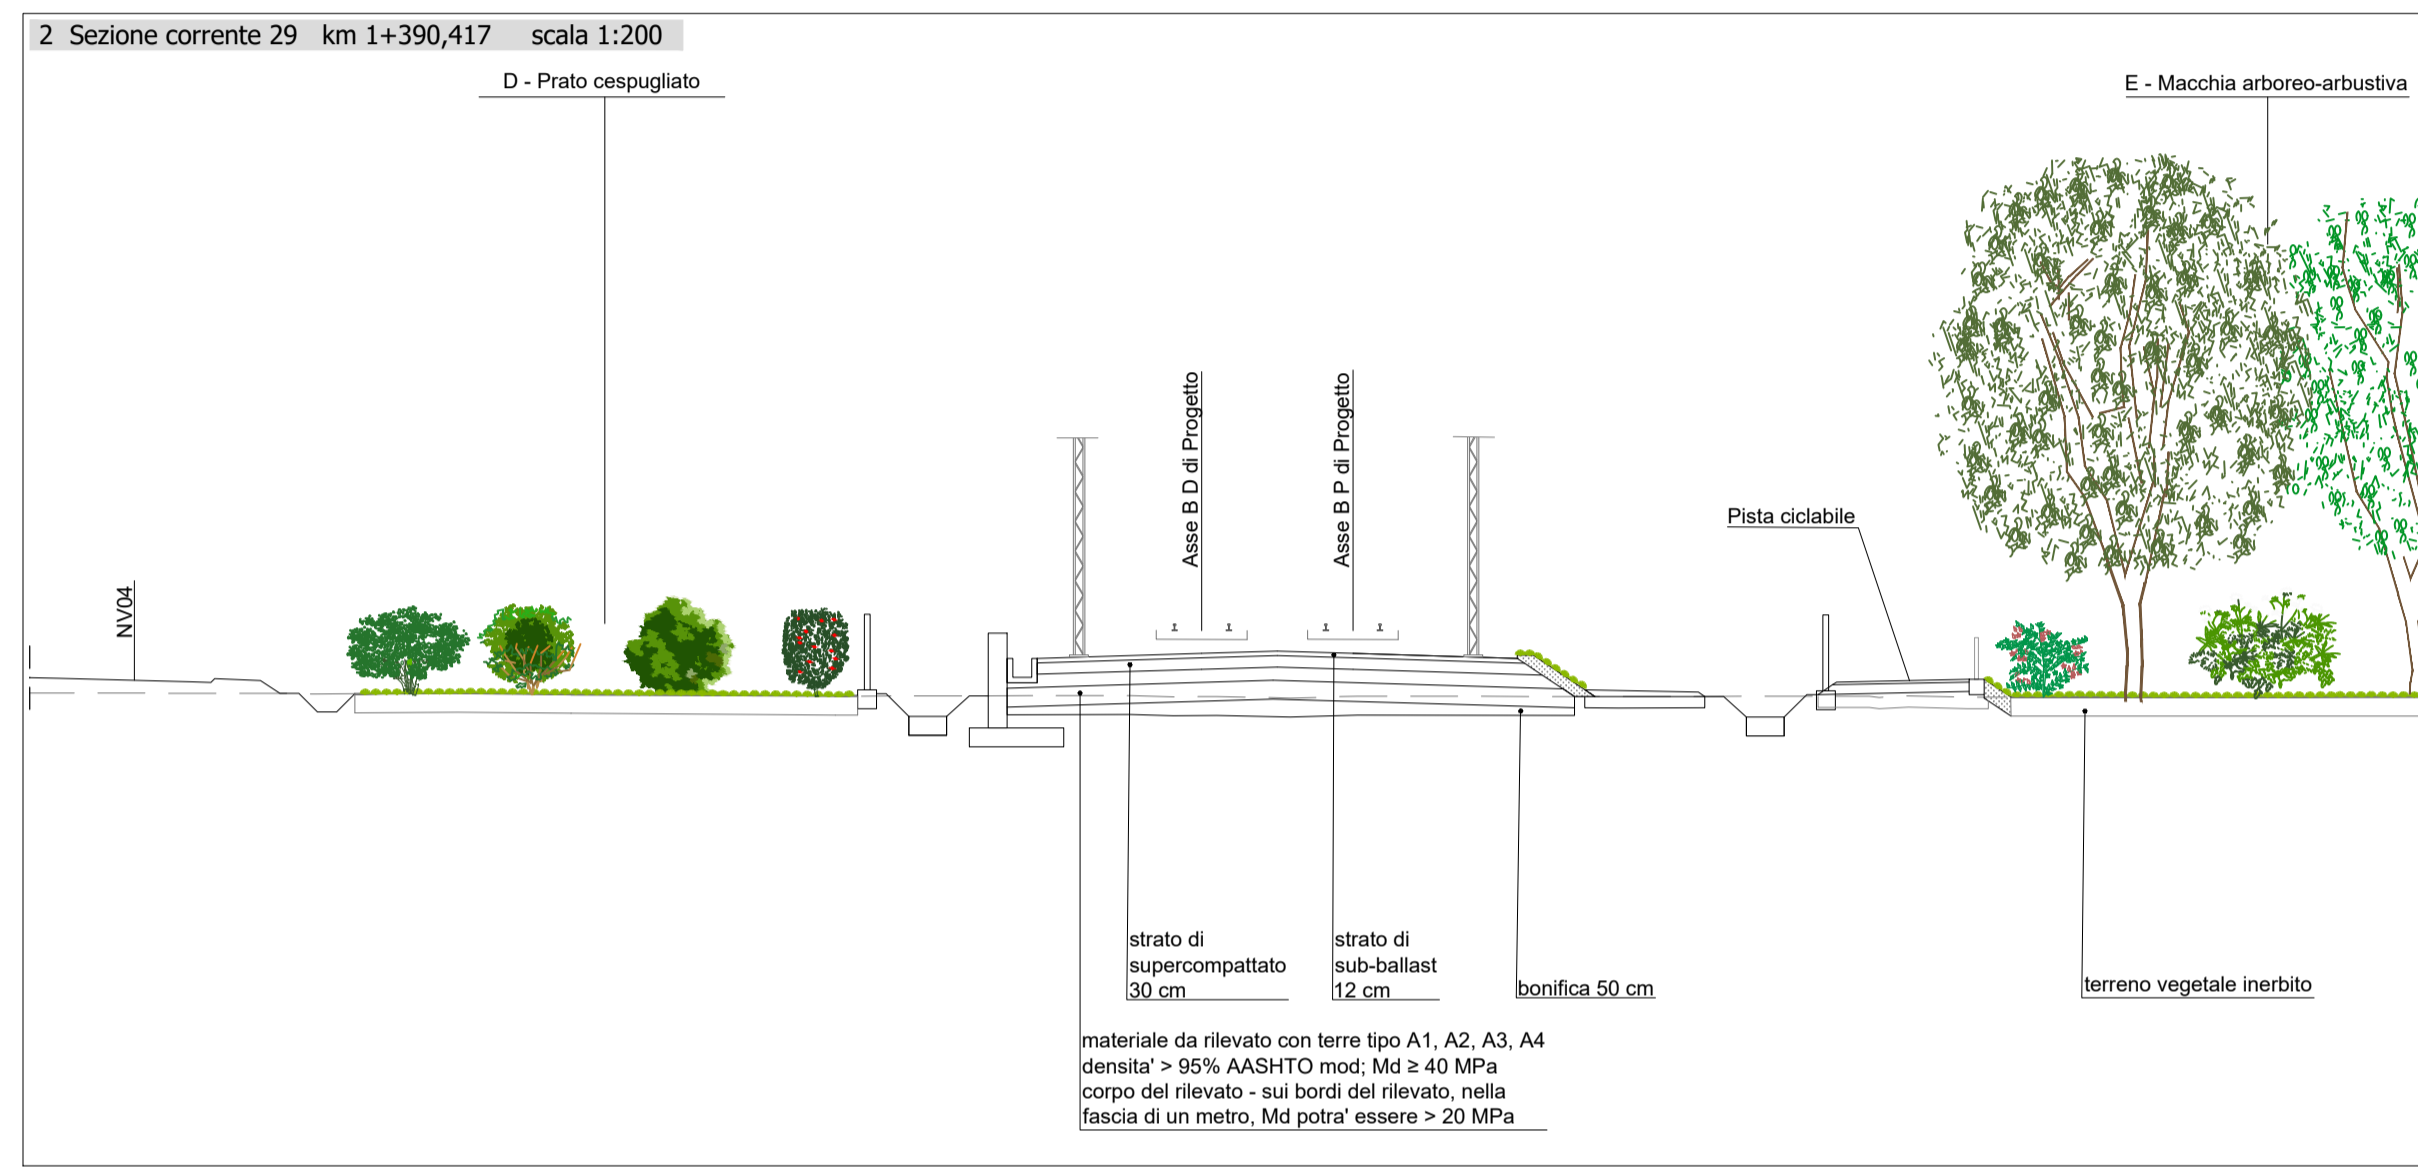 2 Sezione corrente 29 km 1+390,417 scala 1:200
D - Prato cespugliato
E - Macchia arboreo-arbustiva
Asse B D di Progetto
Asse B P di Progetto
Pista ciclabile
NV04
strato di
supercompattato
30 cm
strato di
sub-ballast
12 cm
bonifica 50 cm
terreno vegetale inerbito
materiale da rilevato con terre tipo A1, A2, A3, A4
densita' > 95% AASHTO mod; Md ≥ 40 MPa
corpo del rilevato - sui bordi del rilevato, nella
fascia di un metro, Md potra' essere > 20 MPa